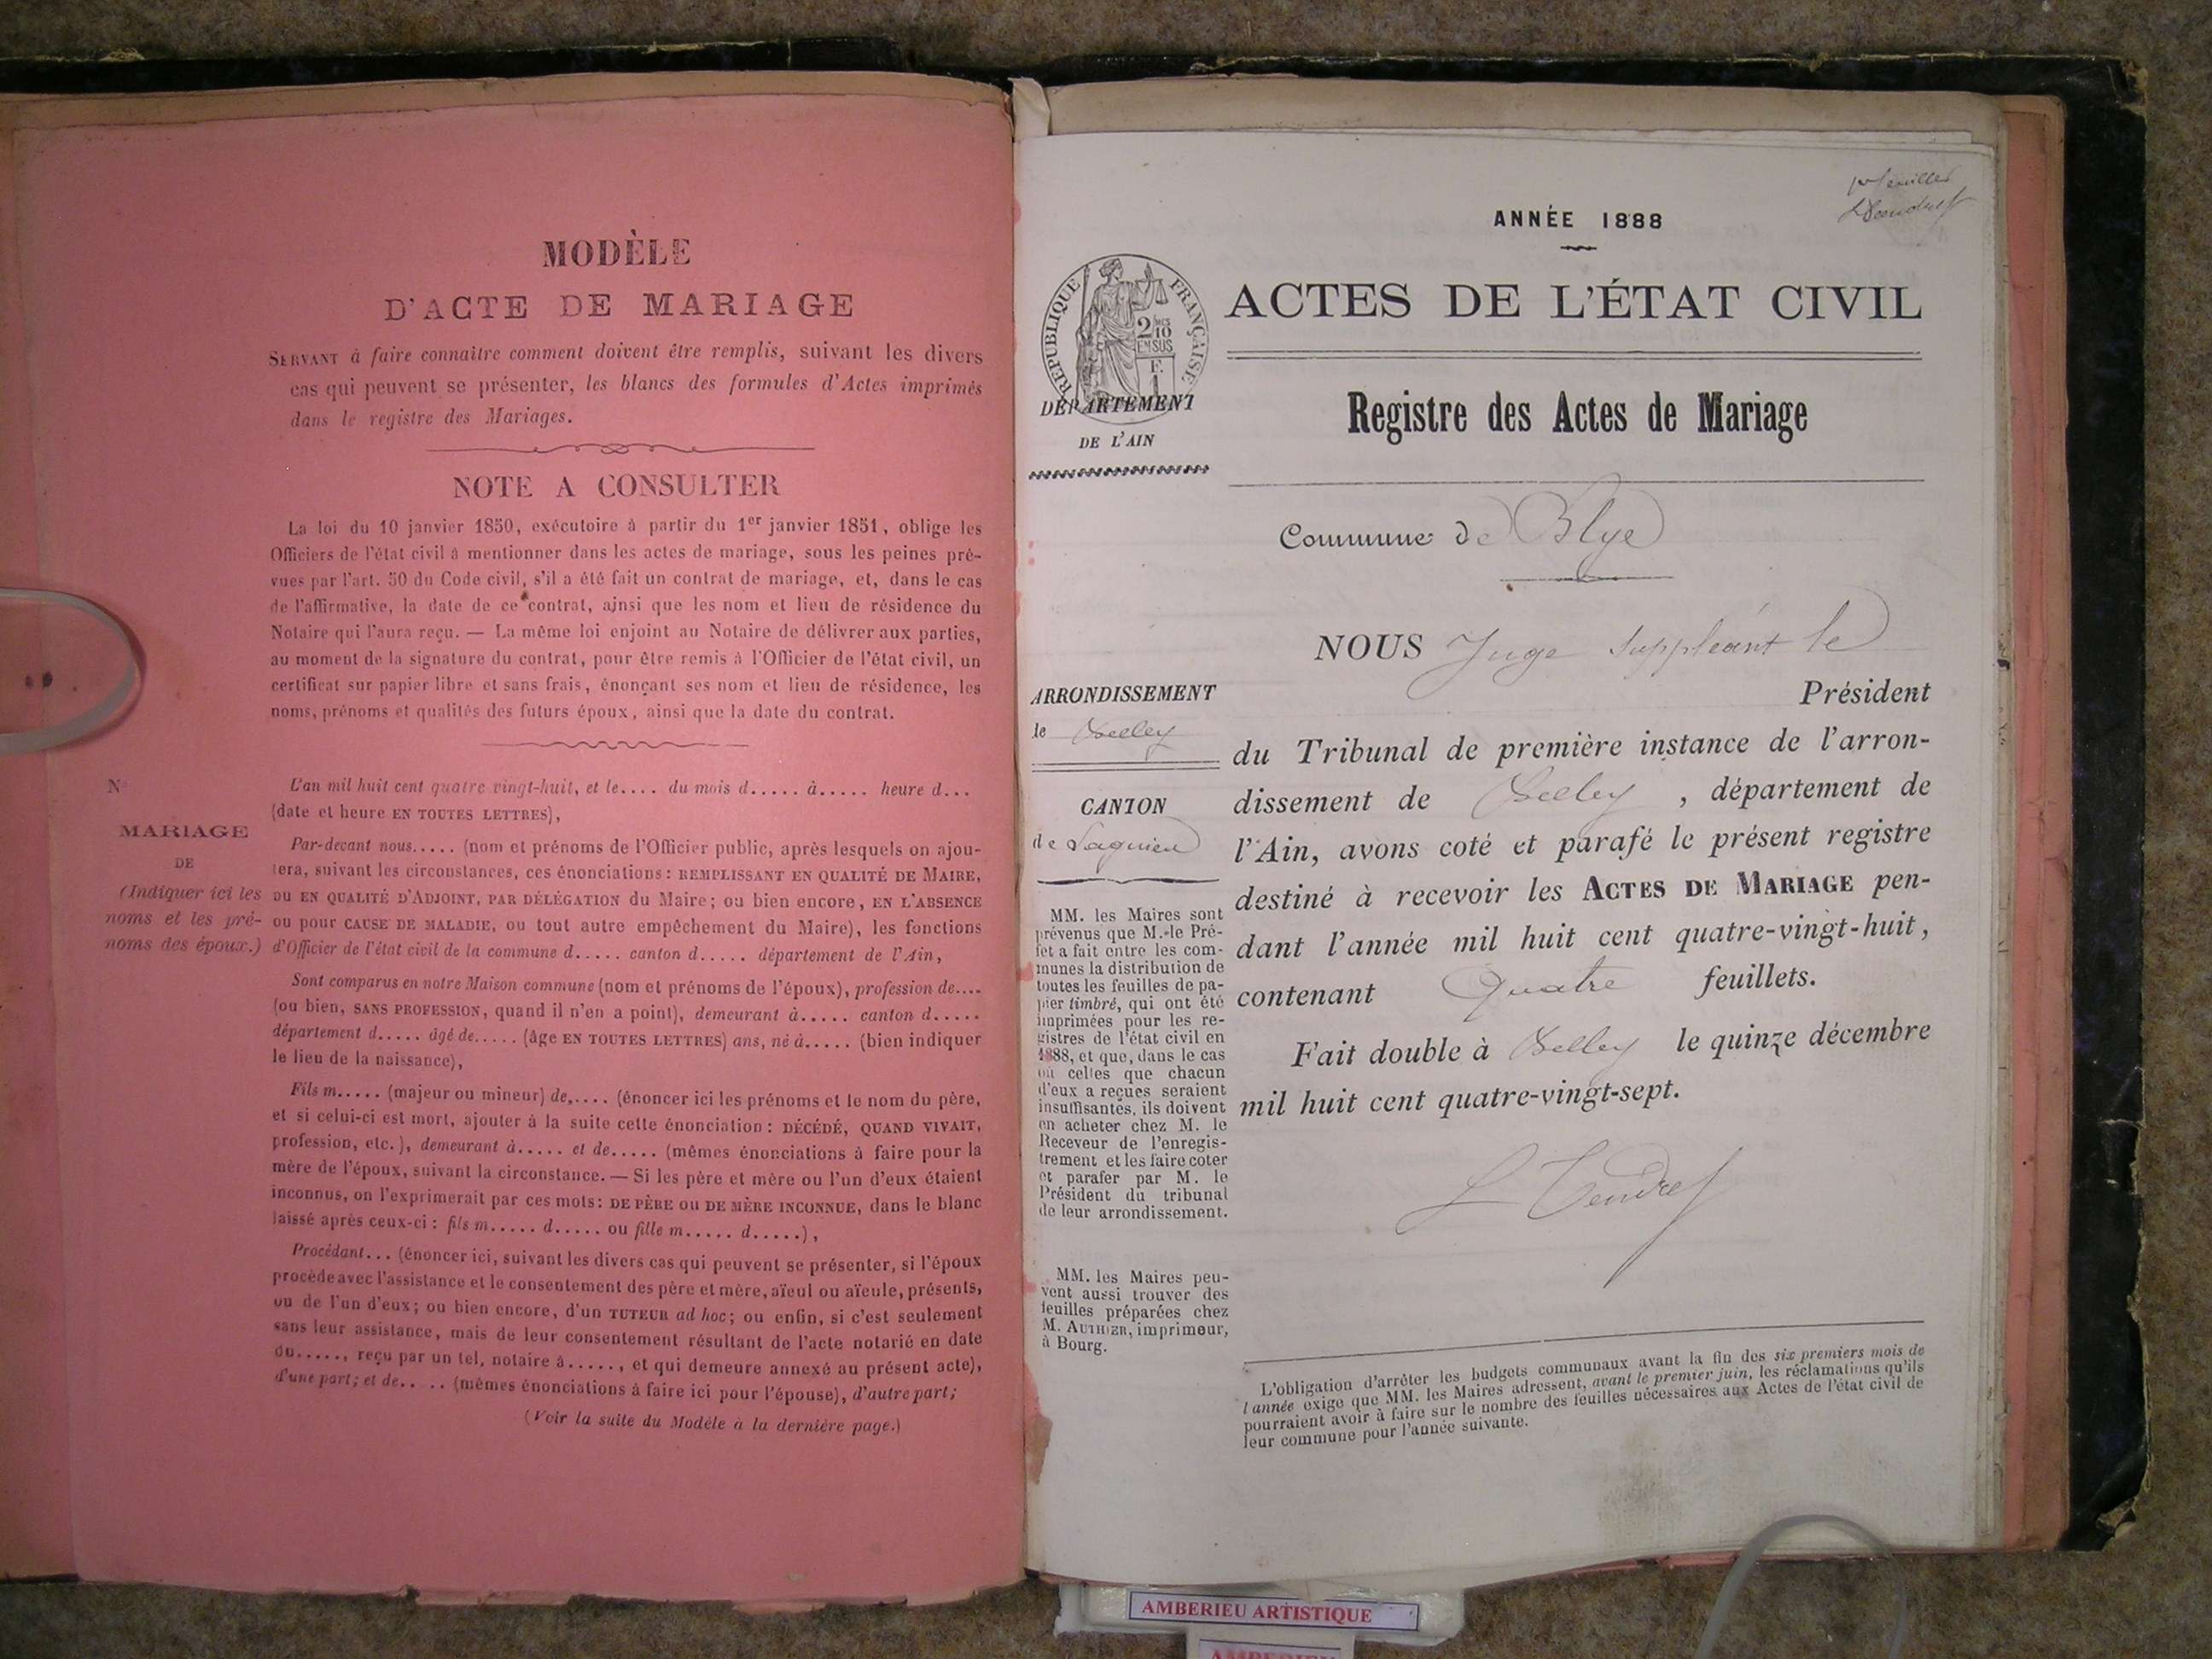 MODÈLE
D'ACTE DE MARIAGE
SERVANT à faire connaître comment doivent être remplis, suivant les divers
cas qui peuvent se présenter, les blancs des formules d'Actes imprimés
dans le registre des Mariages.
NOTE A CONSULTER
La loi du 10 janvier 1850, exécutoire à partir du 1er janvier 1851, oblige les
Officiers de l'état civil à mentionner dans les actes de mariage, sous les peines pré-
vues par l'art. 50 du Code civil, s'il a été fait un contrat de mariage, et, dans le cas
de l'affirmative, la date de ce contrat, ainsi que les nom et lieu de résidence du
Notaire qui l'aura reçu. — La même loi enjoint au Notaire de délivrer aux parties,
au moment de la signature du contrat, pour être remis à l'Officier de l'état civil, un
certificat sur papier libre et sans frais, énonçant ses nom et lieu de résidence, les
noms, prénoms et qualités des futurs époux, ainsi que la date du contrat.
N°
MARIAGE
DE
(Indiquer ici les
noms et les pré-
noms des époux.)
L'an mil huit cent quatre vingt-huit, et le.... du mois d..... à..... heure d...
(date et heure EN TOUTES LETTRES),
Par-devant nous..... (nom et prénoms de l'Officier public, après lesquels on ajou-
tera, suivant les circonstances, ces énonciations : REMPLISSANT EN QUALITÉ DE MAIRE,
OU EN QUALITÉ D'ADJOINT, PAR DÉLÉGATION du Maire; ou bien encore, EN L'ABSENCE
ou pour CAUSE DE MALADIE, ou tout autre empêchement du Maire), les fonctions
d'Officier de l'état civil de la commune d..... canton d..... département de l'Ain,
Sont comparus en notre Maison commune (nom et prénoms de l'époux), profession de....
(ou bien, SANS PROFESSION, quand il n'en a point), demeurant à..... canton d.....
département d..... âgé de..... (âge EN TOUTES LETTRES) ans, né à..... (bien indiquer
le lieu de la naissance),
Fils m..... (majeur ou mineur) de,.... (énoncer ici les prénoms et le nom du père,
et si celui-ci est mort, ajouter à la suite cette énonciation : DÉCÉDÉ, QUAND VIVAIT,
profession, etc.), demeurant à..... et de..... (mêmes énonciations à faire pour la
mère de l'époux, suivant la circonstance. — Si les père et mère ou l'un d'eux étaient
inconnus, on l'exprimerait par ces mots : DE PÈRE OU DE MÈRE INCONNUE, dans le blanc
laissé après ceux-ci : fils m..... d..... ou fille m..... d.....),
Procédant... (énoncer ici, suivant les divers cas qui peuvent se présenter, si l'époux
procède avec l'assistance et le consentement des père et mère, aïeul ou aïeule, présents,
ou de l'un d'eux; ou bien encore, d'un TUTEUR ad hoc; ou enfin, si c'est seulement
sans leur assistance, mais de leur consentement résultant de l'acte notarié en date
du....., reçu par un tel, notaire à....., et qui demeure annexé au présent acte),
d'une part; et de.. .. (mêmes énonciations à faire ici pour l'épouse), d'autre part;
(Voir la suite du Modèle à la dernière page.)
ANNÉE 1888
RÉPUBLIQUE FRANÇAISE
2 10
EN SUS
F.
1
ACTES DE L'ÉTAT CIVIL
DÉPARTEMENT
DE L'AIN
Registre des Actes de Mariage
Commune de Blye
NOUS Juge suppléant le
Président
du Tribunal de première instance de l'arron-
dissement de Belley, département de
l'Ain, avons coté et parafé le présent registre
destiné à recevoir les ACTES DE MARIAGE pen-
dant l'année mil huit cent quatre-vingt-huit,
contenant Quatre feuillets.
Fait double à Belley le quinze décembre
mil huit cent quatre-vingt-sept.
ARRONDISSEMENT
de Belley
CANTON
de Lagnieu
MM. les Maires sont
prévenus que M. le Pré-
fet a fait entre les com-
munes la distribution de
toutes les feuilles de pa-
pier timbré, qui ont été
imprimées pour les re-
gistres de l'état civil en
1888, et que, dans le cas
où celles que chacun
d'eux a reçues seraient
insuffisantes, ils doivent
en acheter chez M. le
Receveur de l'enregis-
trement et les faire coter
et parafer par M. le
Président du tribunal
de leur arrondissement.
MM. les Maires peu-
vent aussi trouver des
feuilles préparées chez
M. AUTHIER, imprimeur,
à Bourg.
L'obligation d'arrêter les budgets communaux avant la fin des six premiers mois de
l'année exige que MM. les Maires adressent, avant le premier juin, les réclamations qu'ils
pourraient avoir à faire sur le nombre des feuilles nécessaires aux Actes de l'état civil de
leur commune pour l'année suivante.
AMBERIEU ARTISTIQUE
AMBERIEU